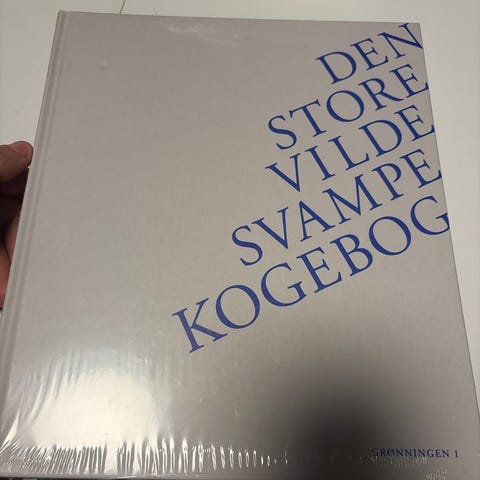 DEN
STORE
VILDE
SVAMPE
KOGEBOG
GRØNNINGEN 1